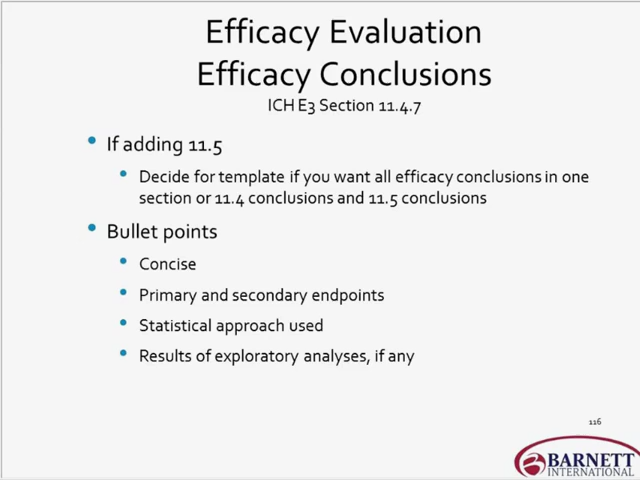 Efficacy Evaluation
Efficacy Conclusions
ICH E3 Section 11.4.7
• If adding 11.5
• Decide for template if you want all efficacy conclusions in one
section or 11.4 conclusions and 11.5 conclusions
• Bullet points
• Concise
• Primary and secondary endpoints
• Statistical approach used
• Results of exploratory analyses, if any
116
BARNETT
INTERNATIONAL